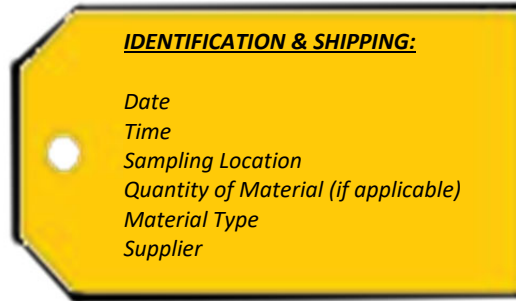 IDENTIFICATION & SHIPPING:
Date
Time
Sampling Location
Quantity of Material (if applicable)
Material Type
Supplier